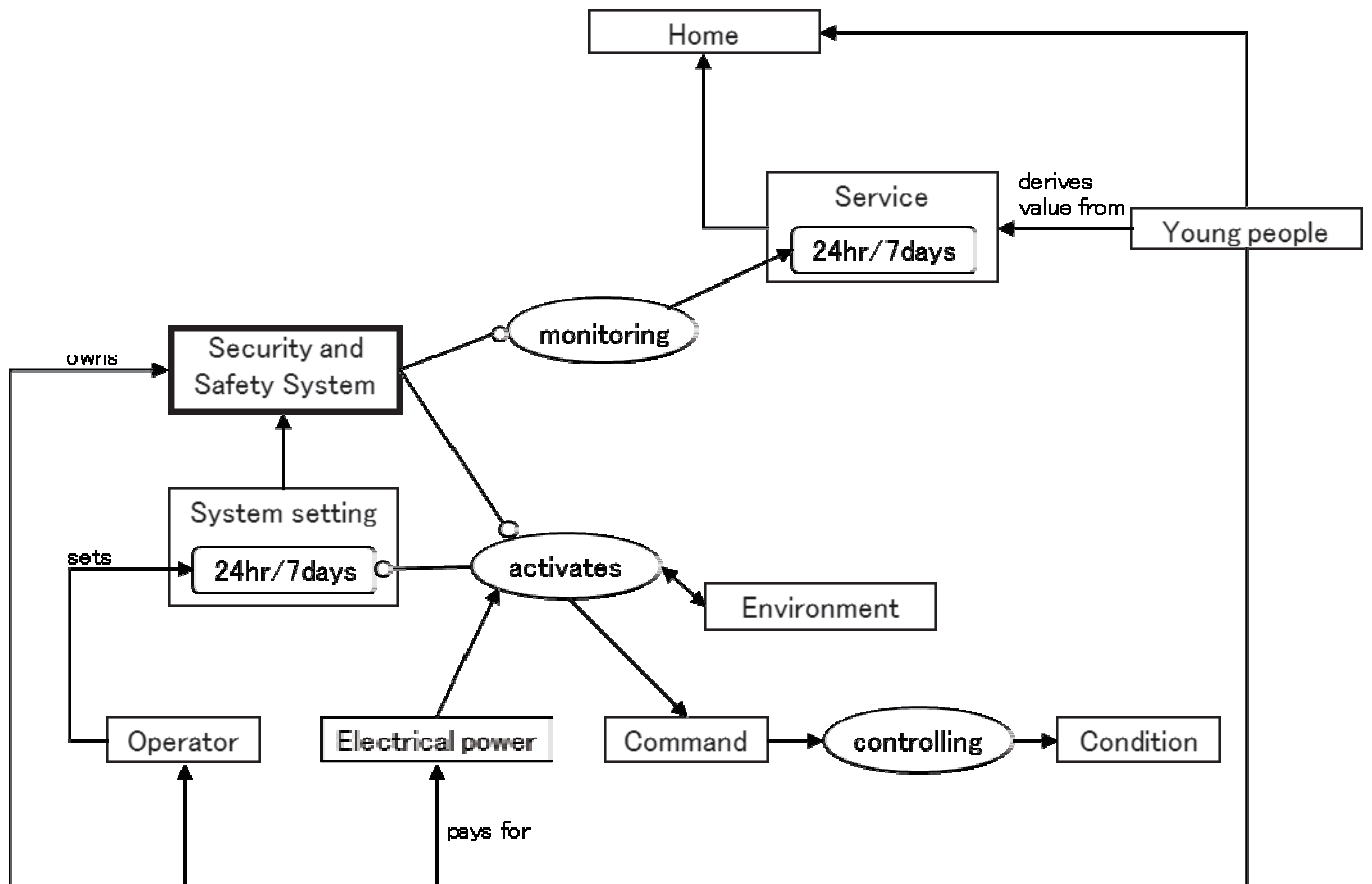 Home
derives
value from
Service
24hr/7days
Young people
monitoring
owns
Security and
Safety System
System setting
24hr/7days
sets
activates
Environment
Operator
Electrical power
Command
controlling
Condition
pays for